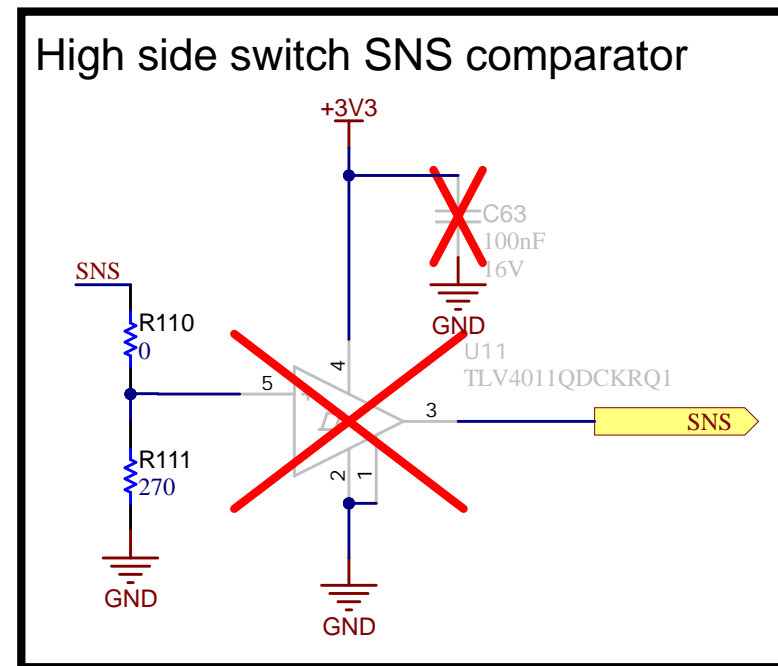 High side switch SNS comparator
+3V3
C63
100nF
16V
GND
SNS
R110
0
U11
TLV4011QDCKRQ1
4
5
3
SNS
R111
270
2
1
GND
GND